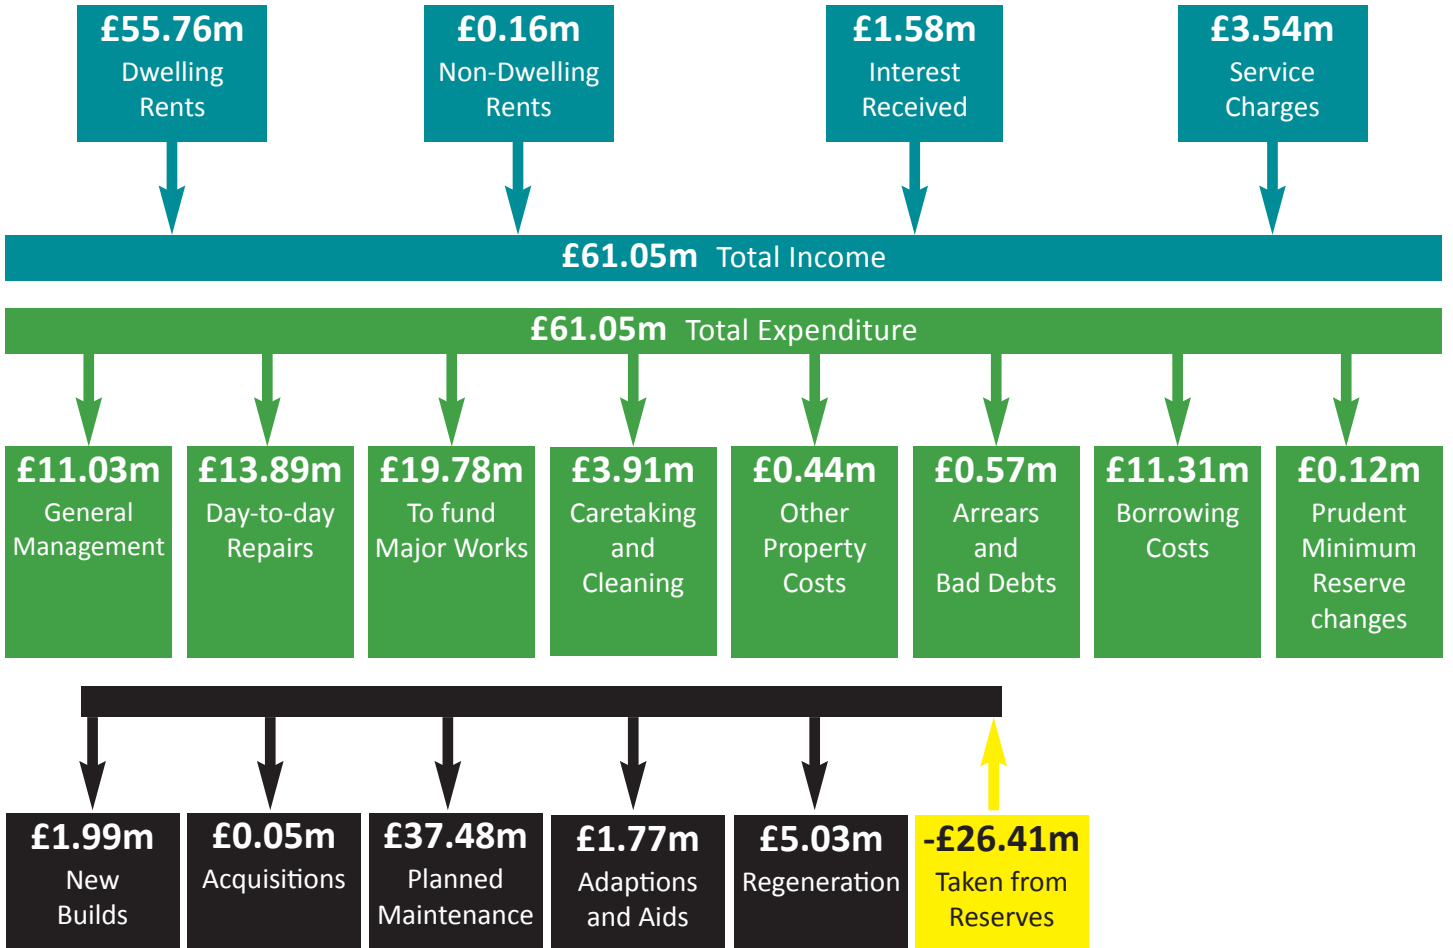 £55.76m
Dwelling
Rents
£0.16m
Non-Dwelling
Rents
£1.58m
Interest
Received
£3.54m
Service
Charges
£61.05m Total Income
£61.05m Total Expenditure
£11.03m
General
Management
£13.89m
Day-to-day
Repairs
£19.78m
To fund
Major Works
£3.91m
Caretaking
and
Cleaning
£0.44m
Other
Property
Costs
£0.57m
Arrears
and
Bad Debts
£11.31m
Borrowing
Costs
£0.12m
Prudent
Minimum
Reserve
changes
£1.99m
New
Builds
£0.05m
Acquisitions
£37.48m
Planned
Maintenance
£1.77m
Adaptions
and Aids
£5.03m
Regeneration
-£26.41m
Taken from
Reserves